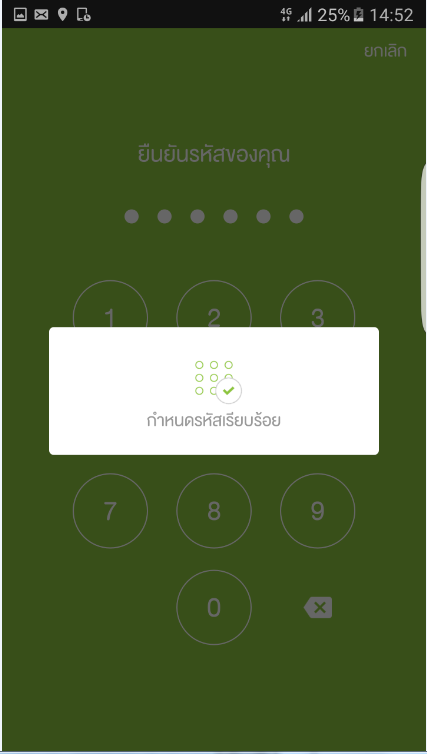 4G 25% 14:52
ยกเลิก
ยืนยันรหัสของคุณ
1 2 3
กำหนดรหัสเรียบร้อย
7 8 9
0